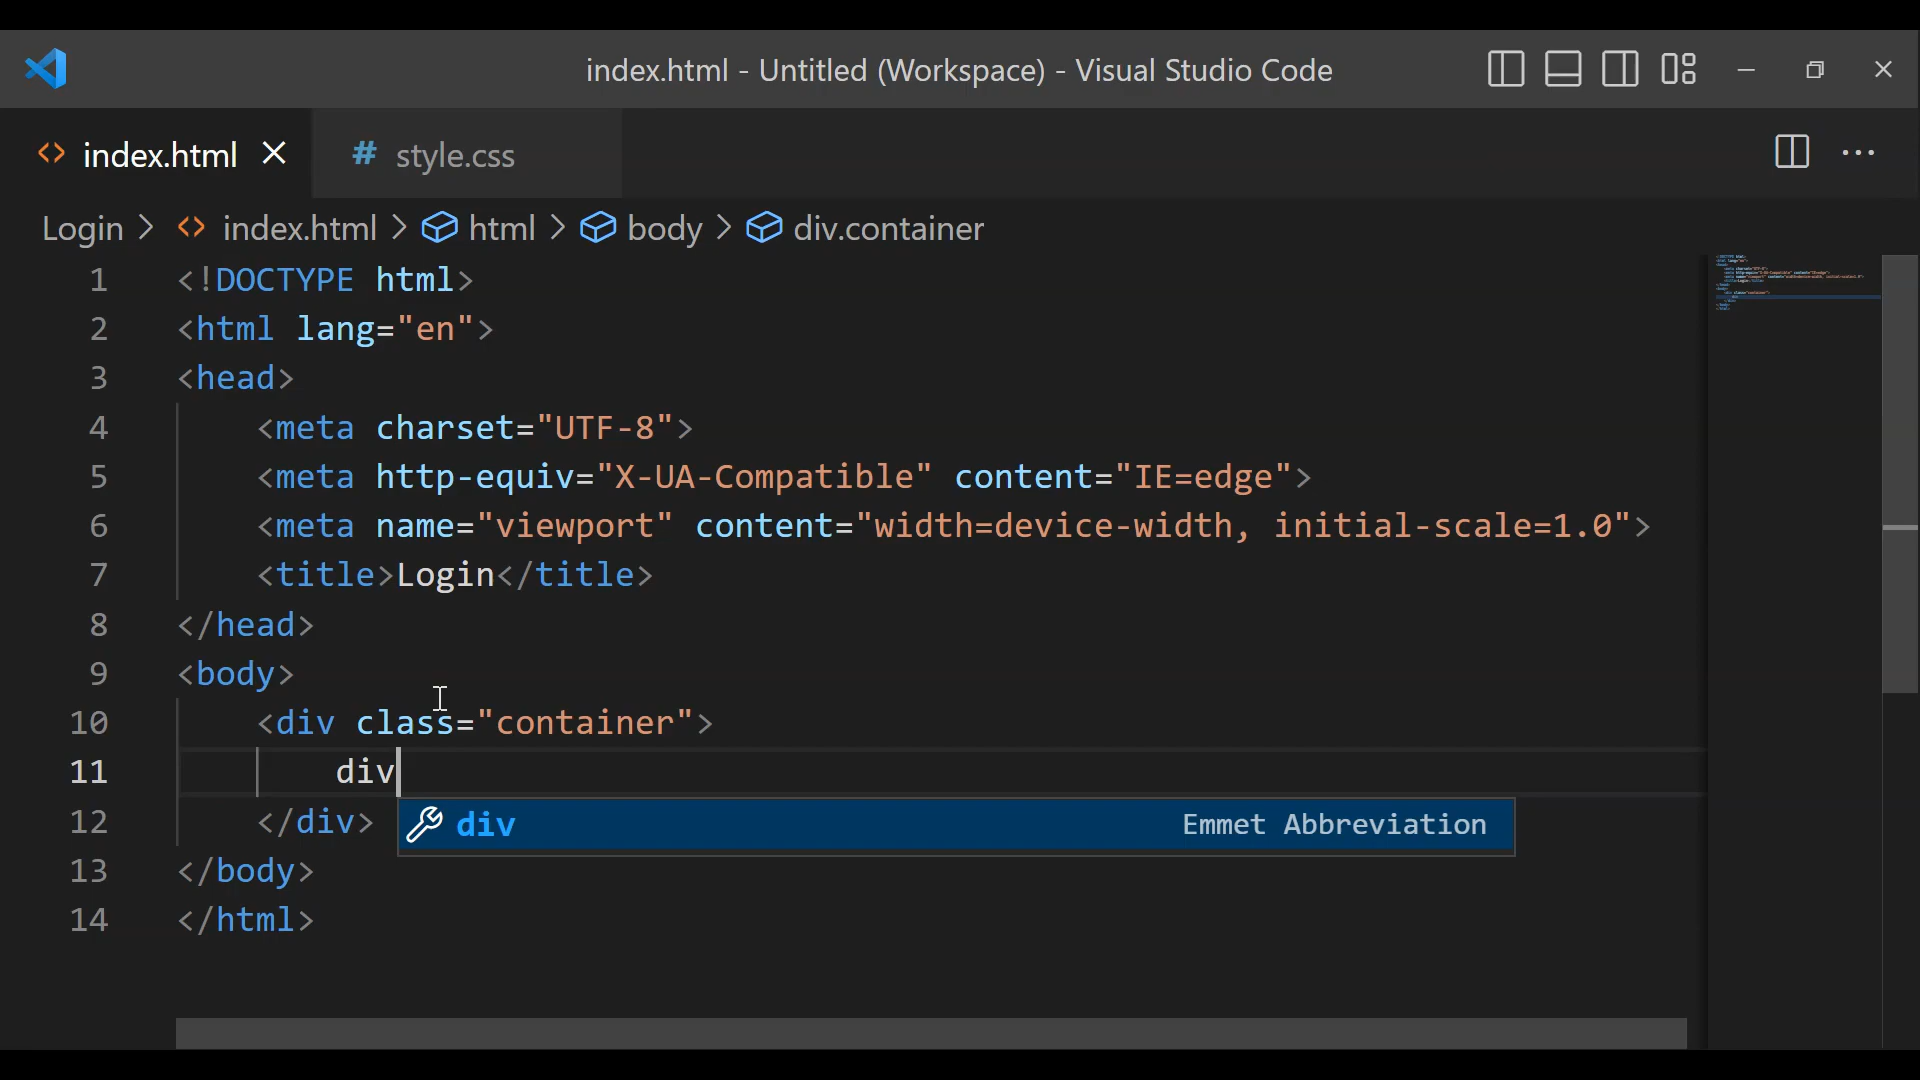 index.html - Untitled (Workspace) - Visual Studio Code
index.html # style.css
Login > index.html > html > body > div.container
1 <!DOCTYPE html>
2 <html lang="en">
3 <head>
4 <meta charset="UTF-8">
5 <meta http-equiv="X-UA-Compatible" content="IE=edge">
6 <meta name="viewport" content="width=device-width, initial-scale=1.0">
7 <title>Login</title>
8 </head>
9 <body>
10 <div class="container">
11 div
12 </div>
div Emmet Abbreviation
13 </body>
14 </html>